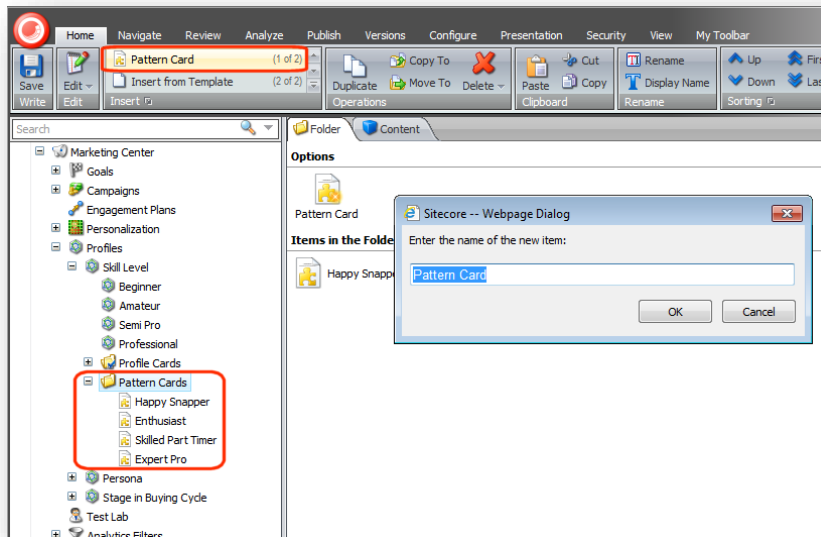 Home Navigate Review Analyze Publish Versions Configure Presentation Security View My Toolbar
Save
Write
Edit
Edit
Pattern Card (1 of 2)
Insert from Template (2 of 2)
Insert
Duplicate
Copy To
Move To
Delete
Operations
Paste
Cut
Copy
Clipboard
Rename
Display Name
Rename
Up
Down
Sorting
Search
Marketing Center
Goals
Campaigns
Engagement Plans
Personalization
Profiles
Skill Level
Beginner
Amateur
Semi Pro
Professional
Profile Cards
Pattern Cards
Happy Snapper
Enthusiast
Skilled Part Timer
Expert Pro
Persona
Stage in Buying Cycle
Test Lab
Analytics Filters
Folder Content
Options
Pattern Card
Items in the Folde
Happy Snappe
Sitecore -- Webpage Dialog
Enter the name of the new item:
Pattern Card
OK Cancel